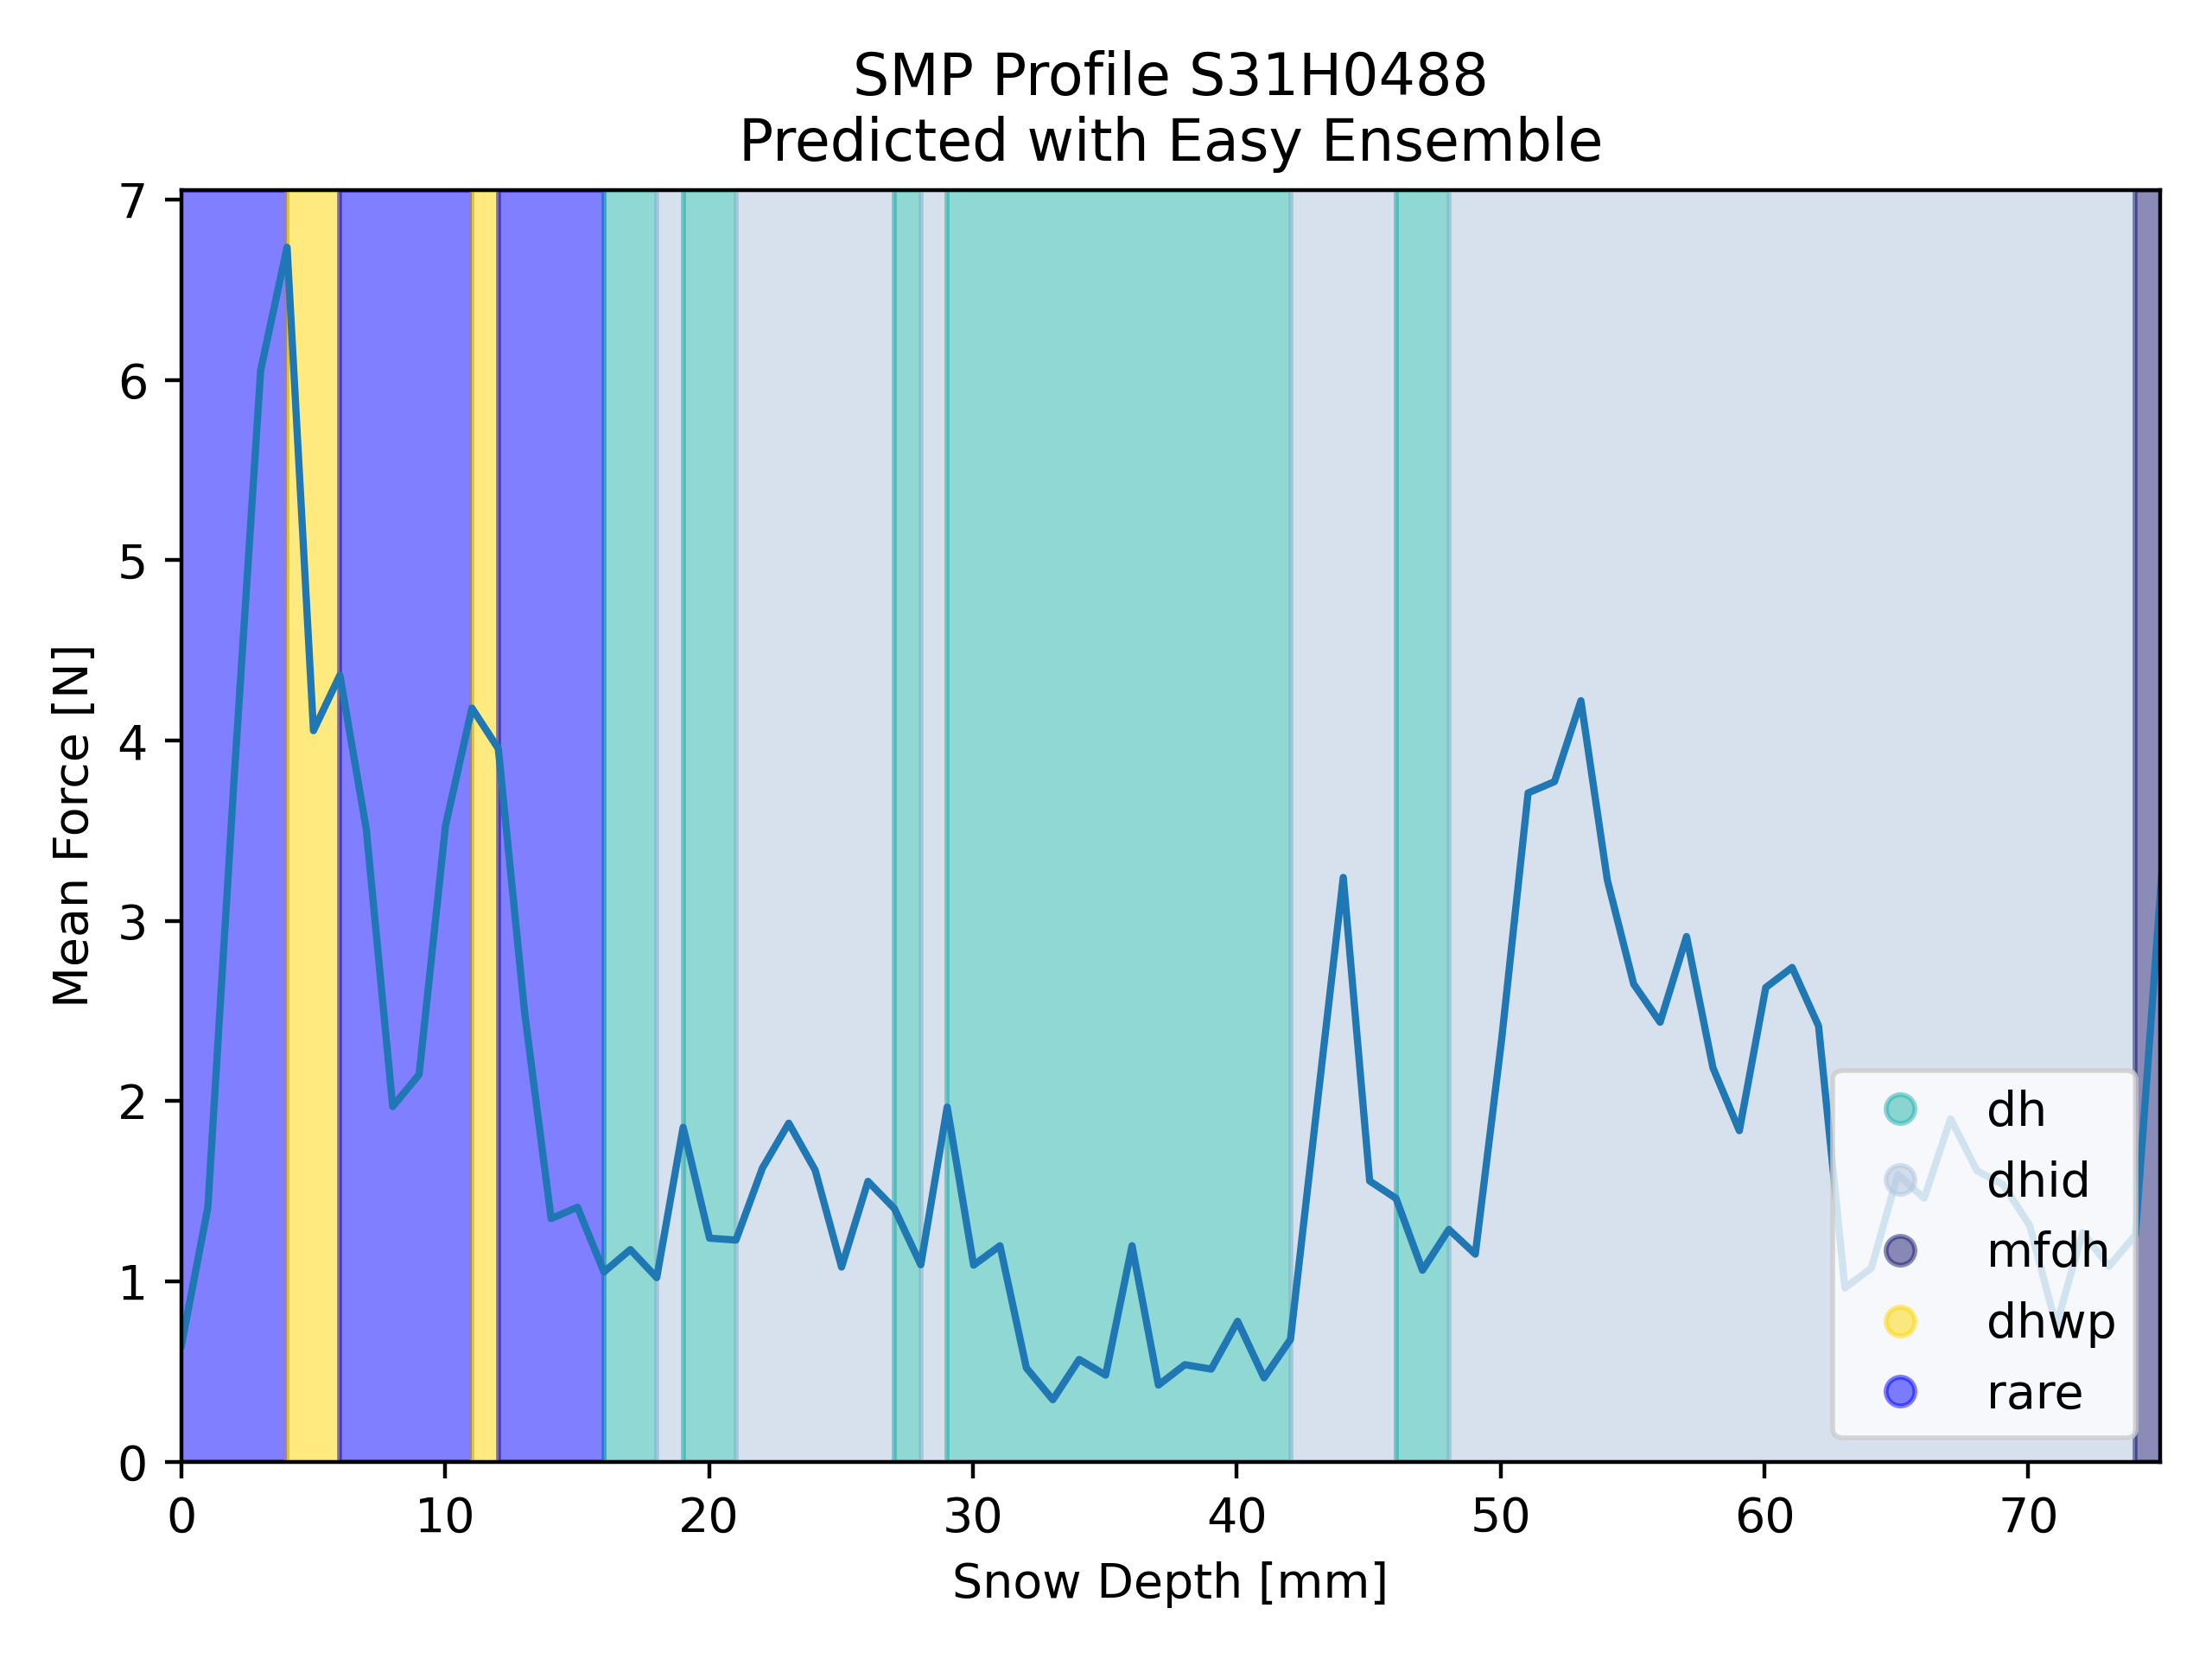 SMP Profile S31H0488
Predicted with Easy Ensemble
7
6
5
4
3
2
1
0
Mean Force [N]
dh
dhid
mfdh
dhwp
rare
0 10 20 30 40 50 60 70
Snow Depth [mm]